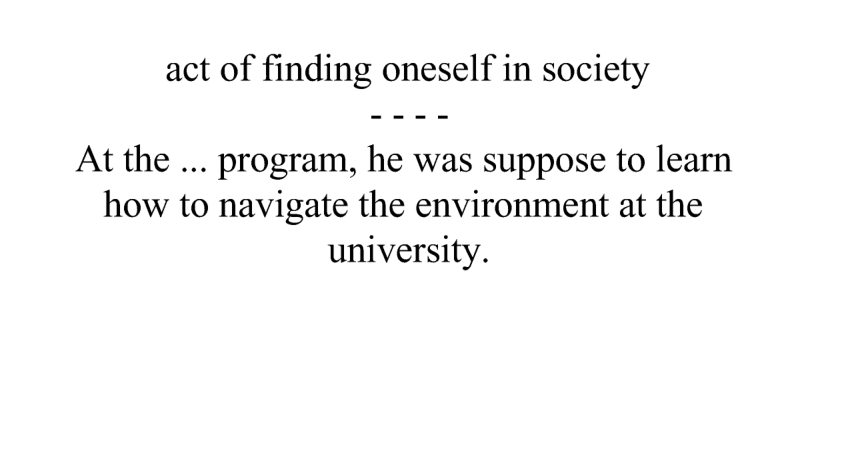 act of finding oneself in society
- - - -
At the ... program, he was suppose to learn
how to navigate the environment at the
university.